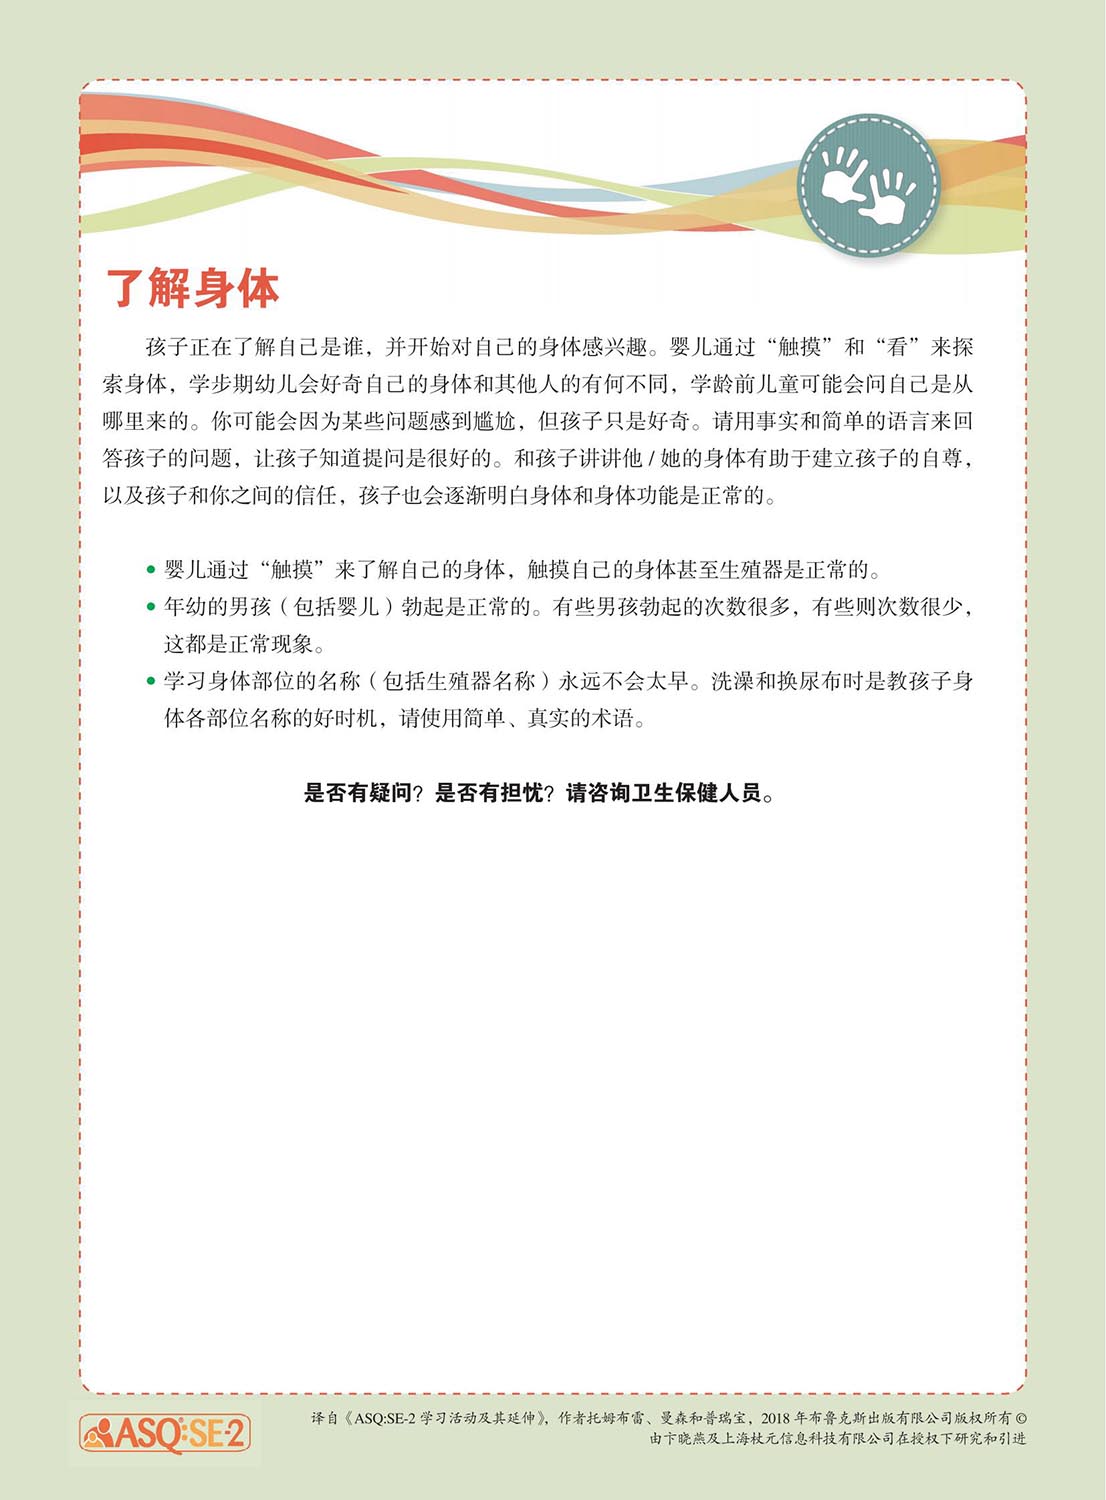 了解身体
孩子正在了解自己是谁，并开始对自己的身体感兴趣。婴儿通过“触摸”和“看”来探
索身体，学步期幼儿会好奇自己的身体和其他人的有何不同，学龄前儿童可能会问自己是从
哪里来的。你可能会因为某些问题感到尴尬，但孩子只是好奇。请用事实和简单的语言来回
答孩子的问题，让孩子知道提问是很好的。和孩子讲讲他 / 她的身体有助于建立孩子的自尊，
以及孩子和你之间的信任，孩子也会逐渐明白身体和身体功能是正常的。
• 婴儿通过“触摸”来了解自己的身体，触摸自己的身体甚至生殖器是正常的。
• 年幼的男孩（包括婴儿）勃起是正常的。有些男孩勃起的次数很多，有些则次数很少，
这都是正常现象。
• 学习身体部位的名称（包括生殖器名称）永远不会太早。洗澡和换尿布时是教孩子身
体各部位名称的好时机，请使用简单、真实的术语。
是否有疑问？是否有担忧？请咨询卫生保健人员。
ASQ:SE-2
译自《ASQ:SE-2 学习活动及其延伸》，作者托姆布雷、曼森和普瑞宝，2018 年布鲁克斯出版有限公司版权所有 ©
由卞晓燕及上海杖元信息科技有限公司在授权下研究和引进